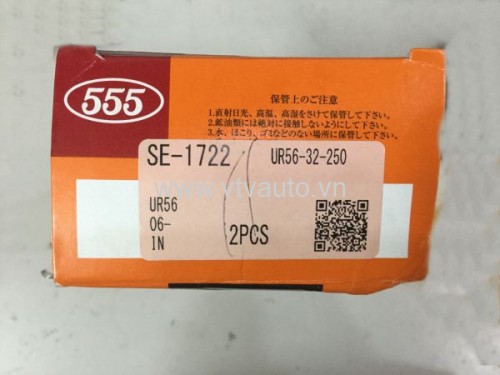 555
保管上のご注意
1.直射日光、高温、高湿をさけて保管して下さい。
2.鉱油類には絶対に接触しないようにして下さい。
3.水、ほこり、ゴミなどのない場所に保管して下さい。
SE-1722
UR56-32-250
www.vtvauto.vn
UR56
06-
IN
2PCS